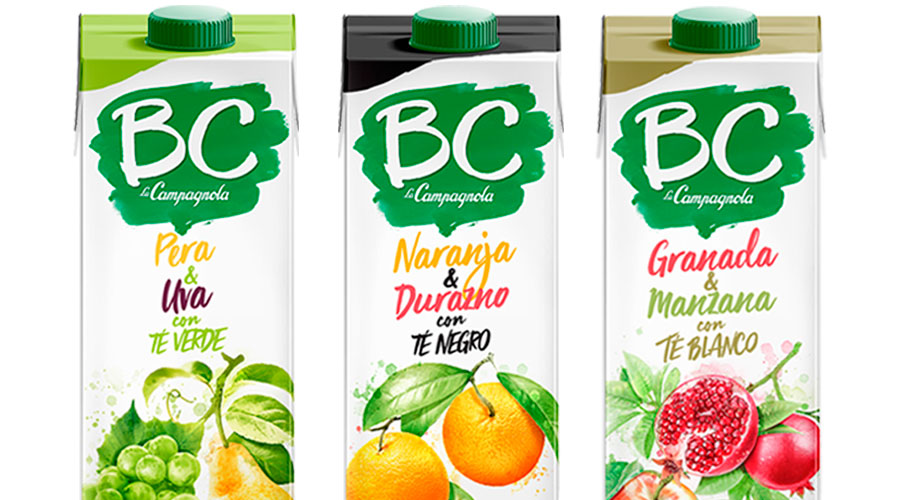 BC
La Campagnola
Pera
&
Uva
con
TÉ VERDE
BC
La Campagnola
Naranja
&
Durazno
con
TÉ NEGRO
BC
La Campagnola
Granada
&
Manzana
con
TÉ BLANCO